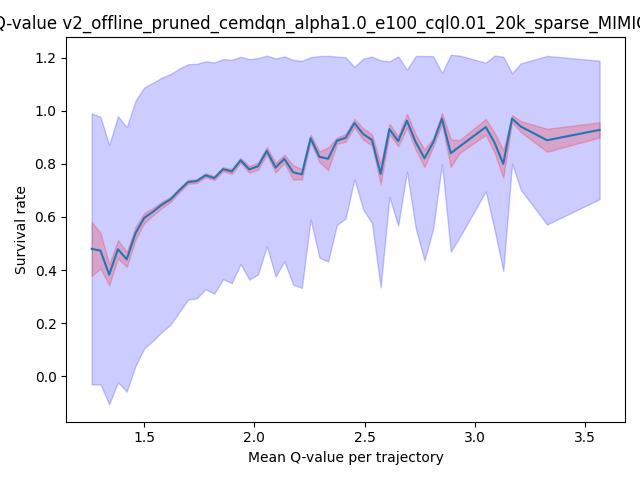 Q-value v2_offline_pruned_cemdqn_alpha1.0_e100_cql0.01_20k_sparse_MIMIC
1.2
1.0
0.8
0.6
0.4
0.2
0.0
Survival rate
1.5 2.0 2.5 3.0 3.5
Mean Q-value per trajectory